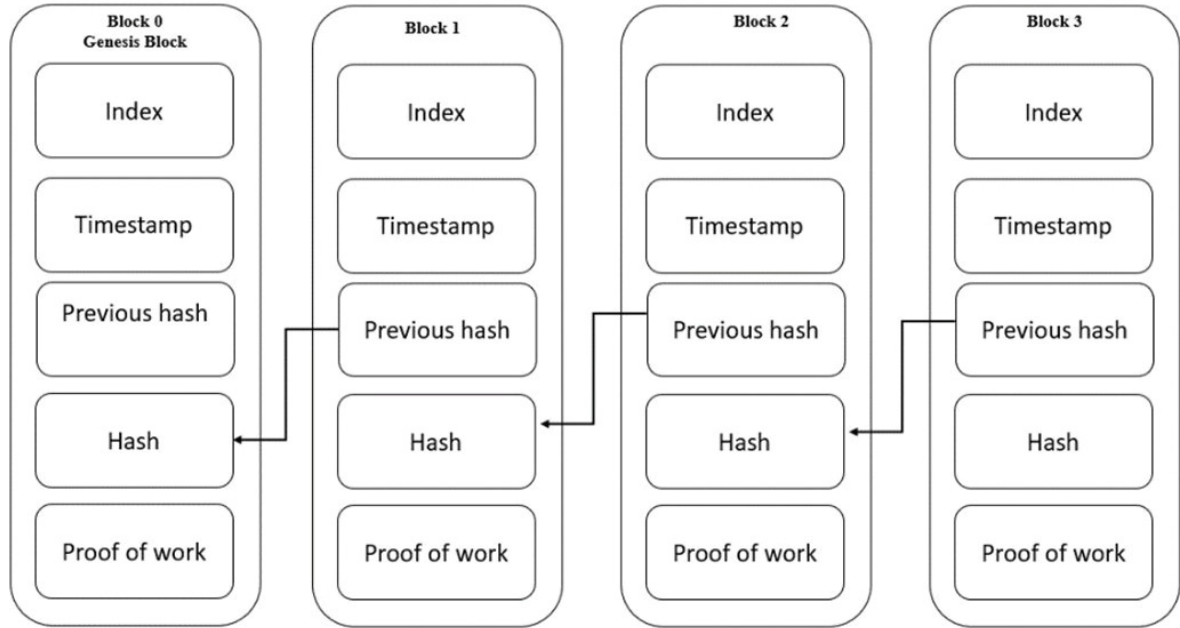 Block 0
Genesis Block
Index
Timestamp
Previous hash
Hash
Proof of work
Block 1
Index
Timestamp
Previous hash
Hash
Proof of work
Block 2
Index
Timestamp
Previous hash
Hash
Proof of work
Block 3
Index
Timestamp
Previous hash
Hash
Proof of work